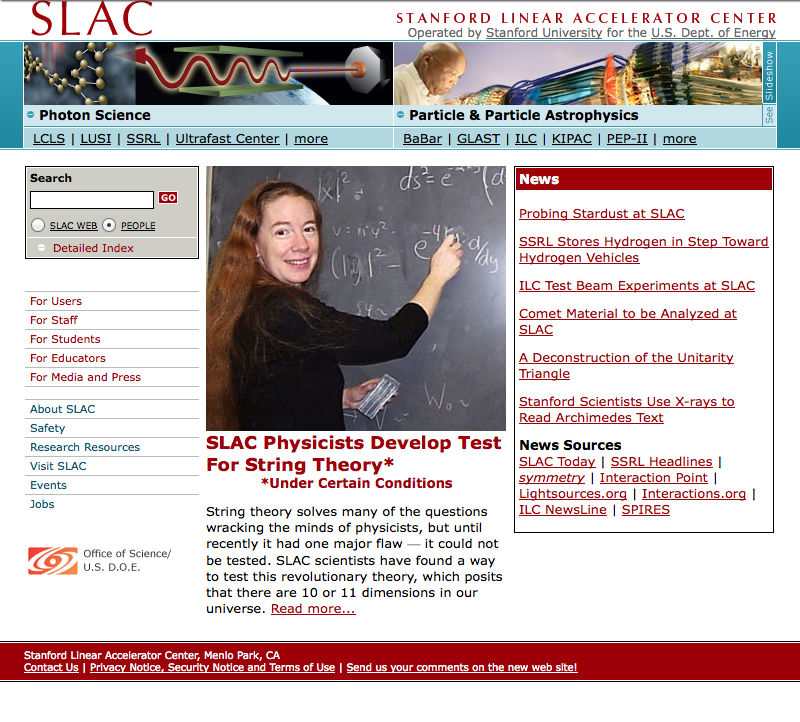 SLAC
STANFORD LINEAR ACCELERATOR CENTER
Operated by Stanford University for the U.S. Dept. of Energy
See Slideshow
Photon Science
LCLS | LUSI | SSRL | Ultrafast Center | more
Particle & Particle Astrophysics
BaBar | GLAST | ILC | KIPAC | PEP-II | more
Search
GO
SLAC WEB PEOPLE
Detailed Index
For Users
For Staff
For Students
For Educators
For Media and Press
About SLAC
Safety
Research Resources
Visit SLAC
Events
Jobs
Office of Science/
U.S. D.O.E.
SLAC Physicists Develop Test
For String Theory*
*Under Certain Conditions
String theory solves many of the questions
wracking the minds of physicists, but until
recently it had one major flaw — it could not
be tested. SLAC scientists have found a way
to test this revolutionary theory, which posits
that there are 10 or 11 dimensions in our
universe. Read more...
News
Probing Stardust at SLAC
SSRL Stores Hydrogen in Step Toward
Hydrogen Vehicles
ILC Test Beam Experiments at SLAC
Comet Material to be Analyzed at
SLAC
A Deconstruction of the Unitarity
Triangle
Stanford Scientists Use X-rays to
Read Archimedes Text
News Sources
SLAC Today | SSRL Headlines |
symmetry | Interaction Point |
Lightsources.org | Interactions.org |
ILC NewsLine | SPIRES
Stanford Linear Accelerator Center, Menlo Park, CA
Contact Us | Privacy Notice, Security Notice and Terms of Use | Send us your comments on the new web site!